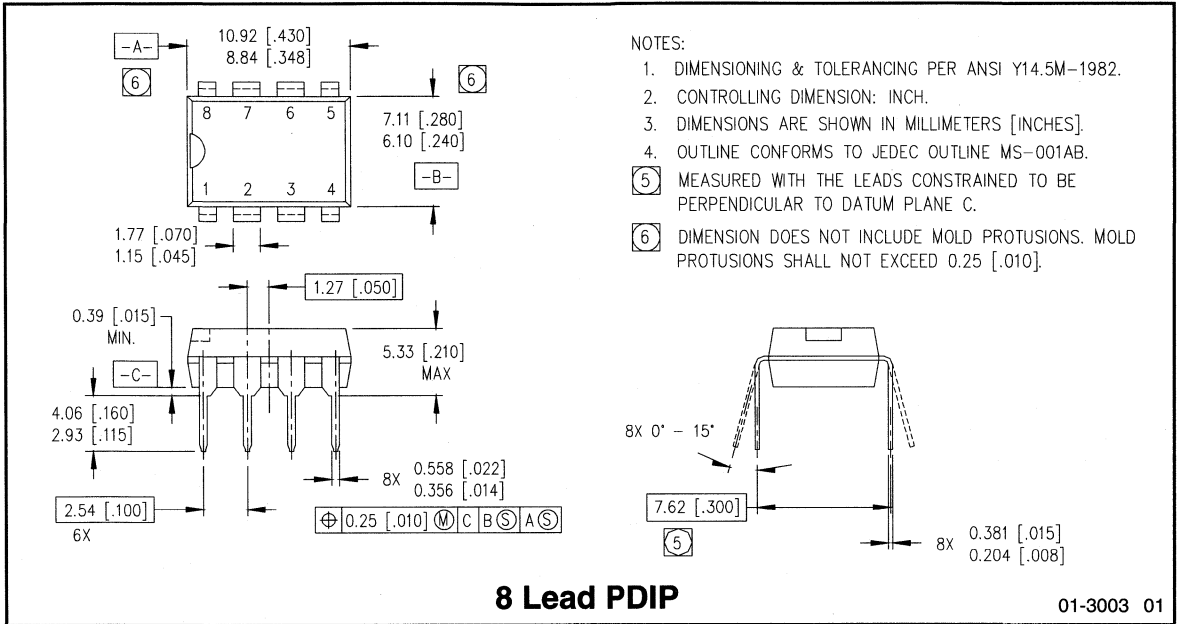 -A-
10.92 [.430]
8.84 [.348]
6
6
8 7 6 5
1 2 3 4
7.11 [.280]
6.10 [.240]
-B-
1.77 [.070]
1.15 [.045]
1.27 [.050]
0.39 [.015]
MIN.
-C-
5.33 [.210]
MAX
4.06 [.160]
2.93 [.115]
8X 0.558 [.022]
0.356 [.014]
2.54 [.100]
6X
⌖ 0.25 [.010] Ⓜ C B Ⓢ A Ⓢ
NOTES:
1. DIMENSIONING & TOLERANCING PER ANSI Y14.5M-1982.
2. CONTROLLING DIMENSION: INCH.
3. DIMENSIONS ARE SHOWN IN MILLIMETERS [INCHES].
4. OUTLINE CONFORMS TO JEDEC OUTLINE MS-001AB.
5 MEASURED WITH THE LEADS CONSTRAINED TO BE
PERPENDICULAR TO DATUM PLANE C.
6 DIMENSION DOES NOT INCLUDE MOLD PROTUSIONS. MOLD
PROTUSIONS SHALL NOT EXCEED 0.25 [.010].
8X 0° - 15°
7.62 [.300]
5
8X 0.381 [.015]
0.204 [.008]
8 Lead PDIP
01-3003 01